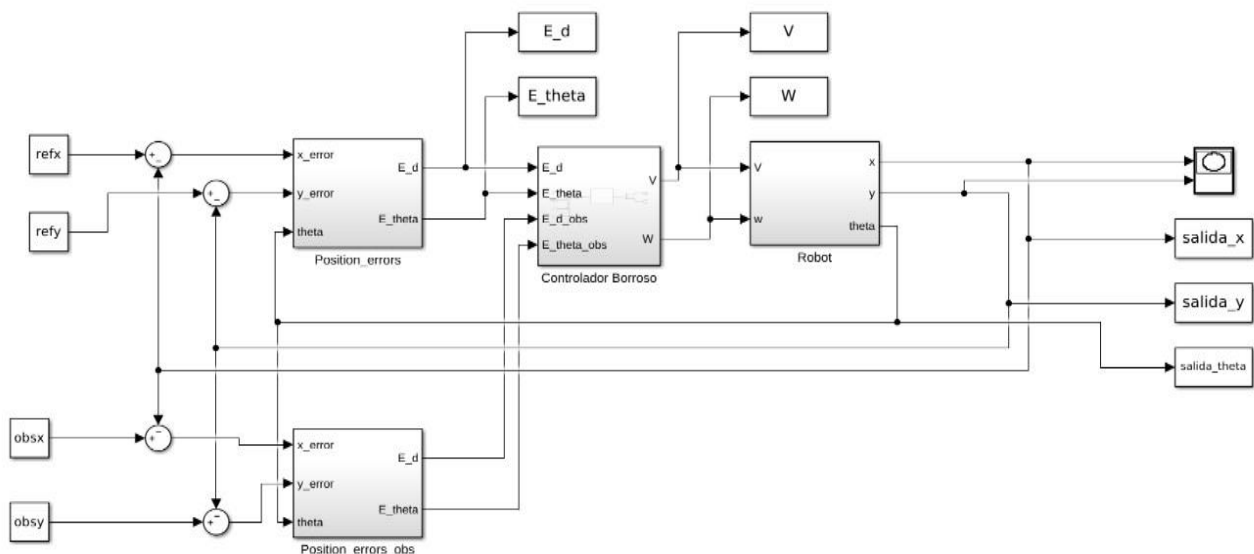 E_d
V
E_theta
W
refx
refy
+
-
+
-
x_error
y_error
theta
E_d
E_theta
Position_errors
E_d
E_theta
E_d_obs
E_theta_obs
V
W
Controlador Borroso
V
w
x
y
theta
Robot
salida_x
salida_y
salida_theta
obsx
obsy
+
-
+
-
x_error
y_error
theta
E_d
E_theta
Position_errors_obs